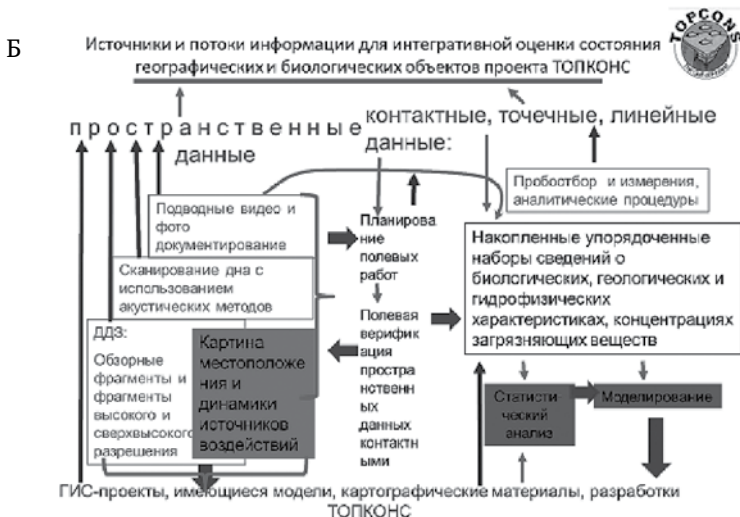 Б
Источники и потоки информации для интегративной оценки состояния
географических и биологических объектов проекта ТОПКОНС
TOPCONS
пространственные
данные
контактные, точечные, линейные
данные:
Пробостбор и измерения,
аналитические процедуры
Подводные видео и
фото
документирование
Планирова
ние
полевых
работ
Накопленные упорядоченные
наборы сведений о
биологических, геологических и
гидрофизических
характеристиках, концентрациях
загрязняющих веществ
Сканирование дна с
использованием
акустических методов
ДДЗ:
Обзорные
фрагменты и
фрагменты
высокого и
сверхвысокого
разрешения
Картина
местоположе
ния и
динамики
источников
воздействий
Полевая
верифик
ация
простра
нственн
ых
данных
контактн
ыми
Статисти-
ческий
анализ
Моделирование
ГИС-проекты, имеющиеся модели, картографические материалы, разработки
ТОПКОНС